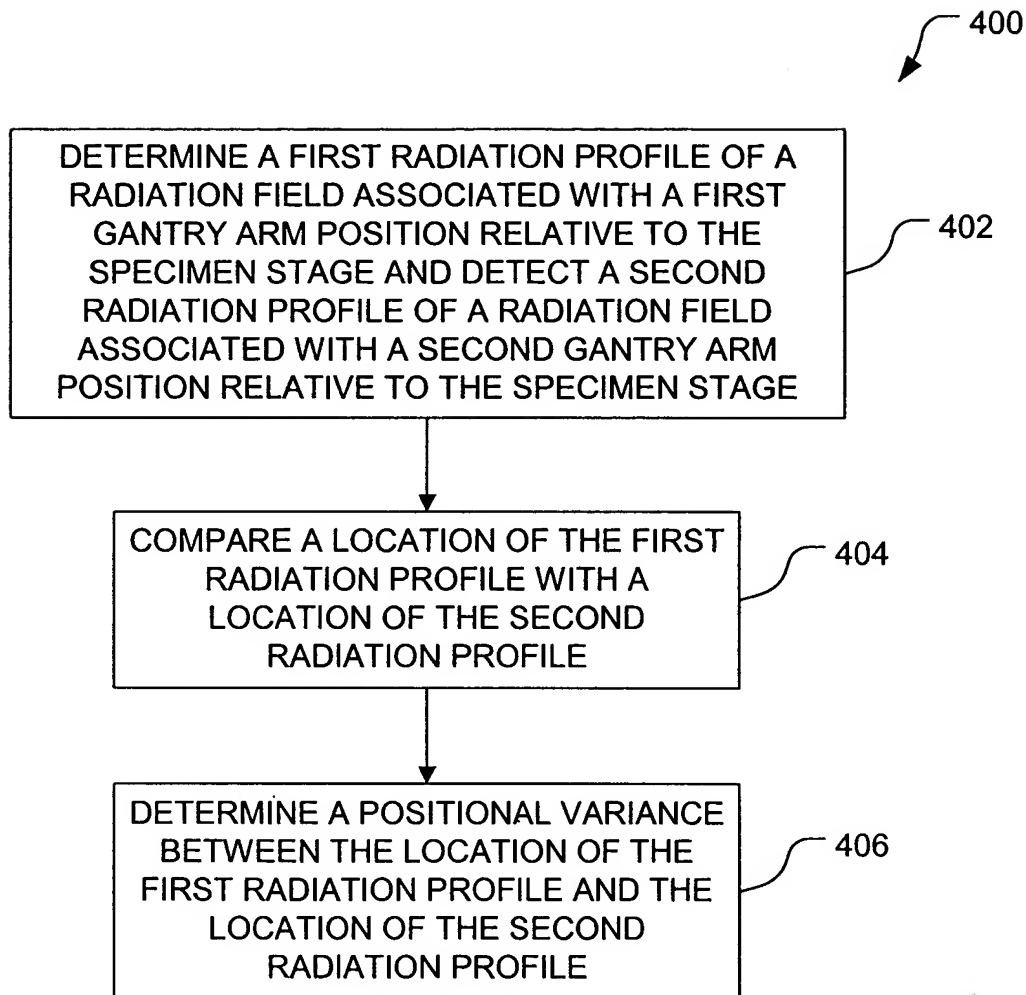 400
DETERMINE A FIRST RADIATION PROFILE OF A
RADIATION FIELD ASSOCIATED WITH A FIRST
GANTRY ARM POSITION RELATIVE TO THE
SPECIMEN STAGE AND DETECT A SECOND
RADIATION PROFILE OF A RADIATION FIELD
ASSOCIATED WITH A SECOND GANTRY ARM
POSITION RELATIVE TO THE SPECIMEN STAGE
402
COMPARE A LOCATION OF THE FIRST
RADIATION PROFILE WITH A
LOCATION OF THE SECOND
RADIATION PROFILE
404
DETERMINE A POSITIONAL VARIANCE
BETWEEN THE LOCATION OF THE
FIRST RADIATION PROFILE AND THE
LOCATION OF THE SECOND
RADIATION PROFILE
406